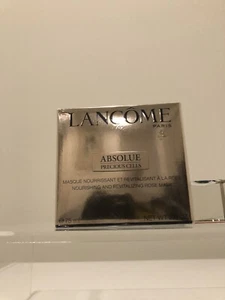 LANCÔME
PARIS
ABSOLUE
PRECIOUS CELLS
MASQUE NOURRISSANT ET REVITALISANT À LA ROSE
NOURISHING AND REVITALIZING ROSE MASK